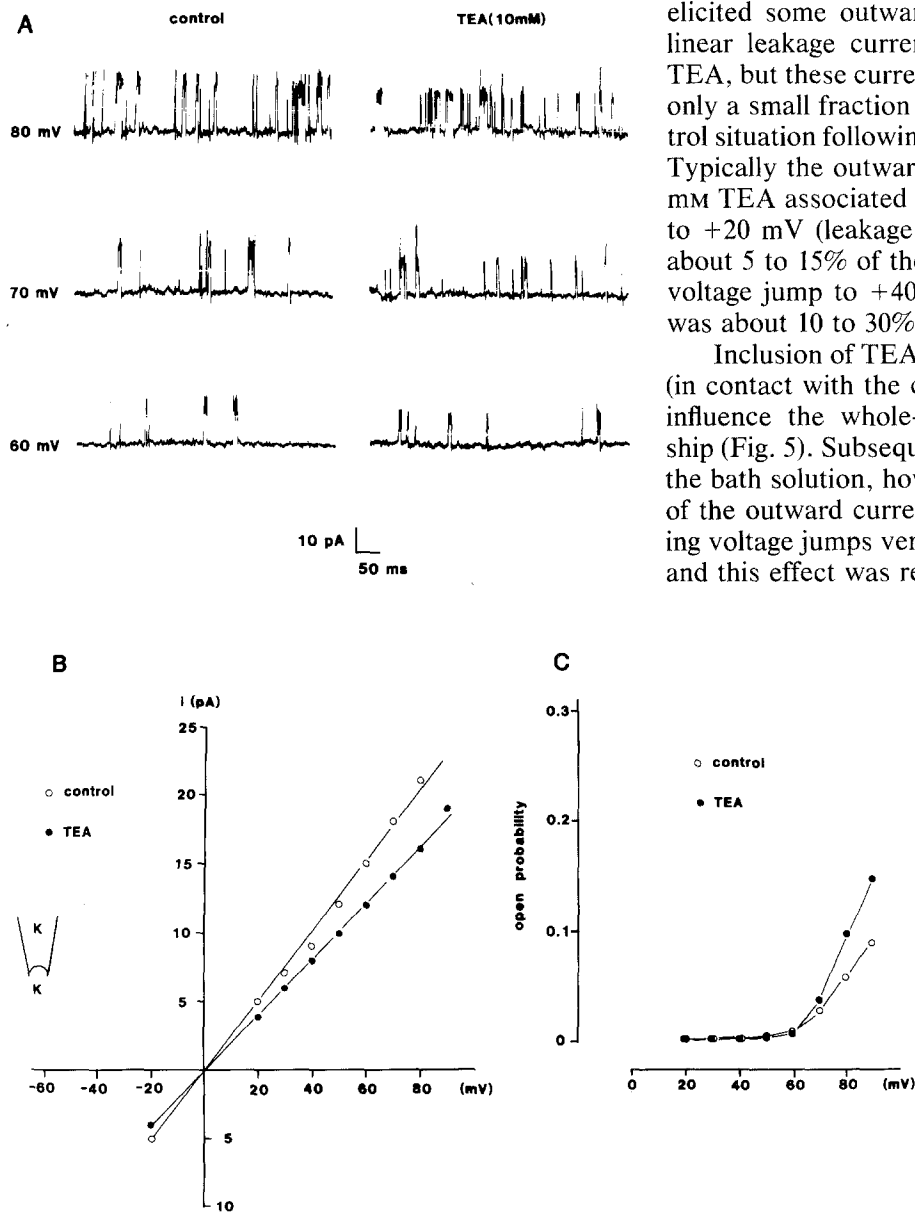 A
control
TEA(10mM)
80 mV
70 mV
60 mV
10 pA
50 ms
elicited some outwar
linear leakage curren
TEA, but these curre
only a small fraction
trol situation followin
Typically the outwar
mM TEA associated
to +20 mV (leakage
about 5 to 15% of the
voltage jump to +40
was about 10 to 30%
Inclusion of TEA
(in contact with the c
influence the whole-
ship (Fig. 5). Subsequ
the bath solution, how
of the outward curre
ing voltage jumps ver
and this effect was re
B
i (pA)
25
20
15
10
5
control
TEA
K
K
-60 -40 -20 20 40 60 80 (mV)
5
10
C
open probability
0.3
0.2
0.1
0
control
TEA
0 20 40 60 80 (mV)